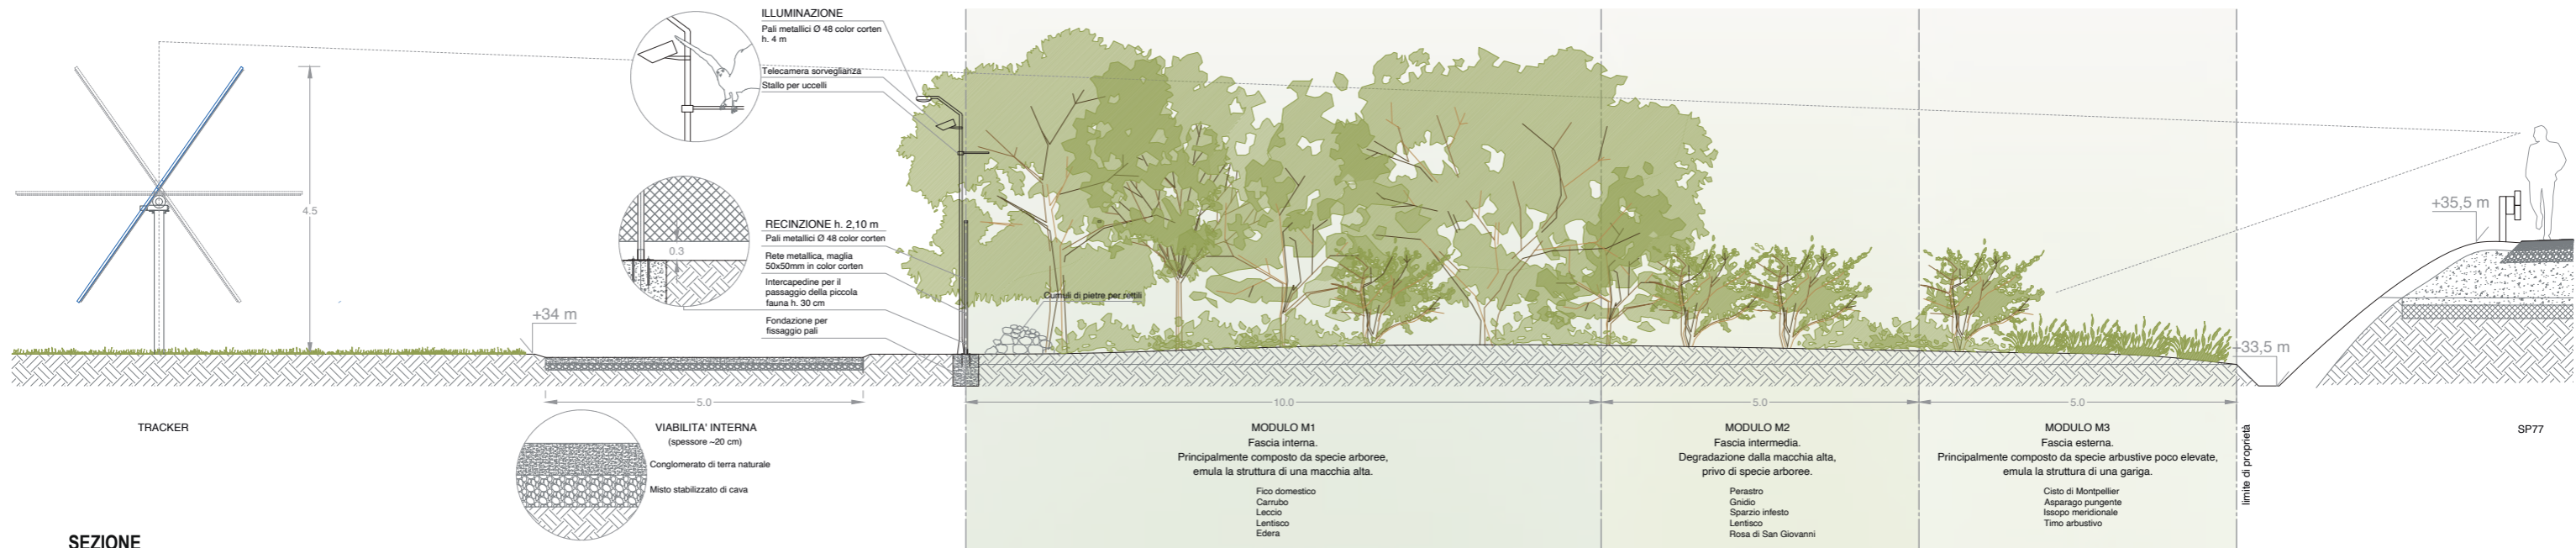 ILLUMINAZIONE
Pali metallici Ø 48 color corten
h. 4 m
Telecamera sorveglianza
Stallo per uccelli
4.5
RECINZIONE h. 2,10 m
Pali metallici Ø 48 color corten
0.3
Rete metallica, maglia
50x50mm in color corten
Intercapedine per il
passaggio della piccola
fauna h. 30 cm
Fondazione per
fissaggio pali
Cumuli di pietre per rettili
+34 m
+35,5 m
+33,5 m
5.0
10.0
5.0
5.0
TRACKER
VIABILITA' INTERNA
(spessore ~20 cm)
Conglomerato di terra naturale
Misto stabilizzato di cava
MODULO M1
Fascia interna.
Principalmente composto da specie arboree,
emula la struttura di una macchia alta.
Fico domestico
Carrubo
Leccio
Lentisco
Edera
MODULO M2
Fascia intermedia.
Degradazione dalla macchia alta,
privo di specie arboree.
Perastro
Gnidio
Sparzio infesto
Lentisco
Rosa di San Giovanni
MODULO M3
Fascia esterna.
Principalmente composto da specie arbustive poco elevate,
emula la struttura di una gariga.
Cisto di Montpellier
Asparago pungente
Issopo meridionale
Timo arbustivo
limite di proprietà
SP77
SEZIONE